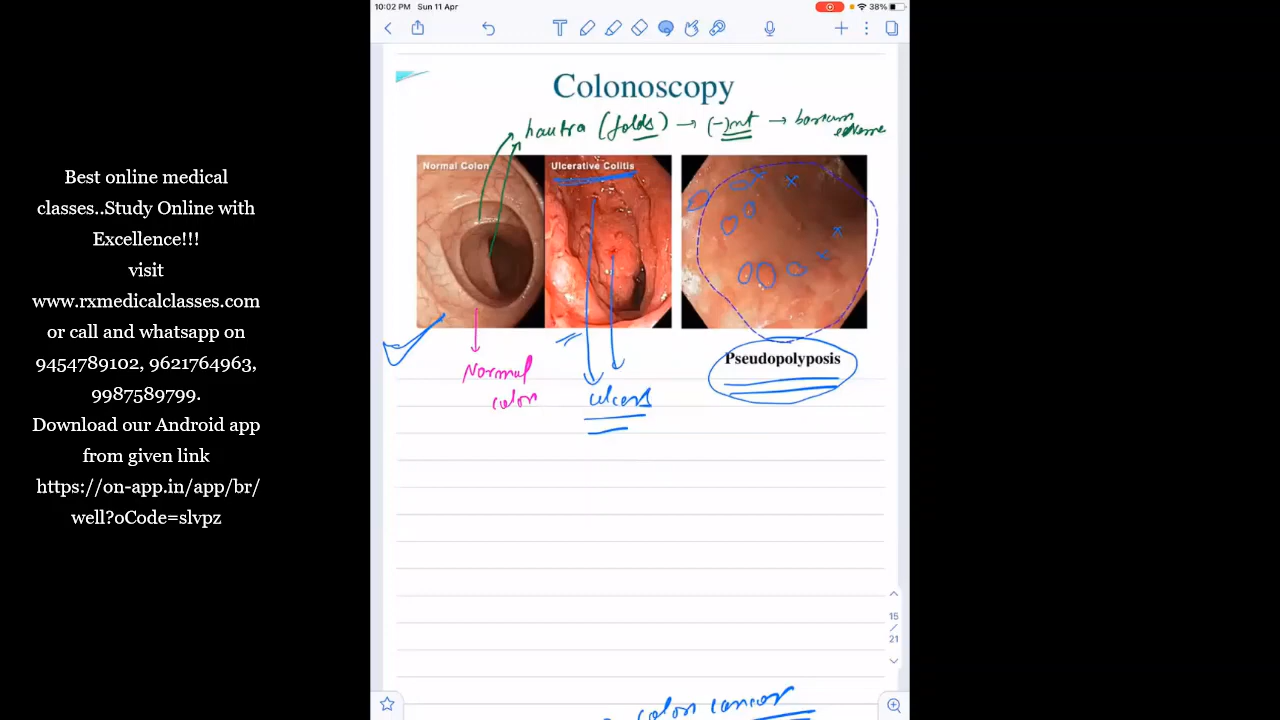 10:02 PM Sun 11 Apr
38%
Best online medical
classes..Study Online with
Excellence!!!
visit
www.rxmedicalclasses.com
or call and whatsapp on
9454789102, 9621764963,
9987589799.
Download our Android app
from given link
https://on-app.in/app/br/
well?oCode=slvpz
Colonoscopy
haustra (folds) → (-)nt → barium
enema
Normal Colon
Ulcerative Colitis
Pseudopolyposis
Normal
colon
ulcers
15
/
21
colon cancer